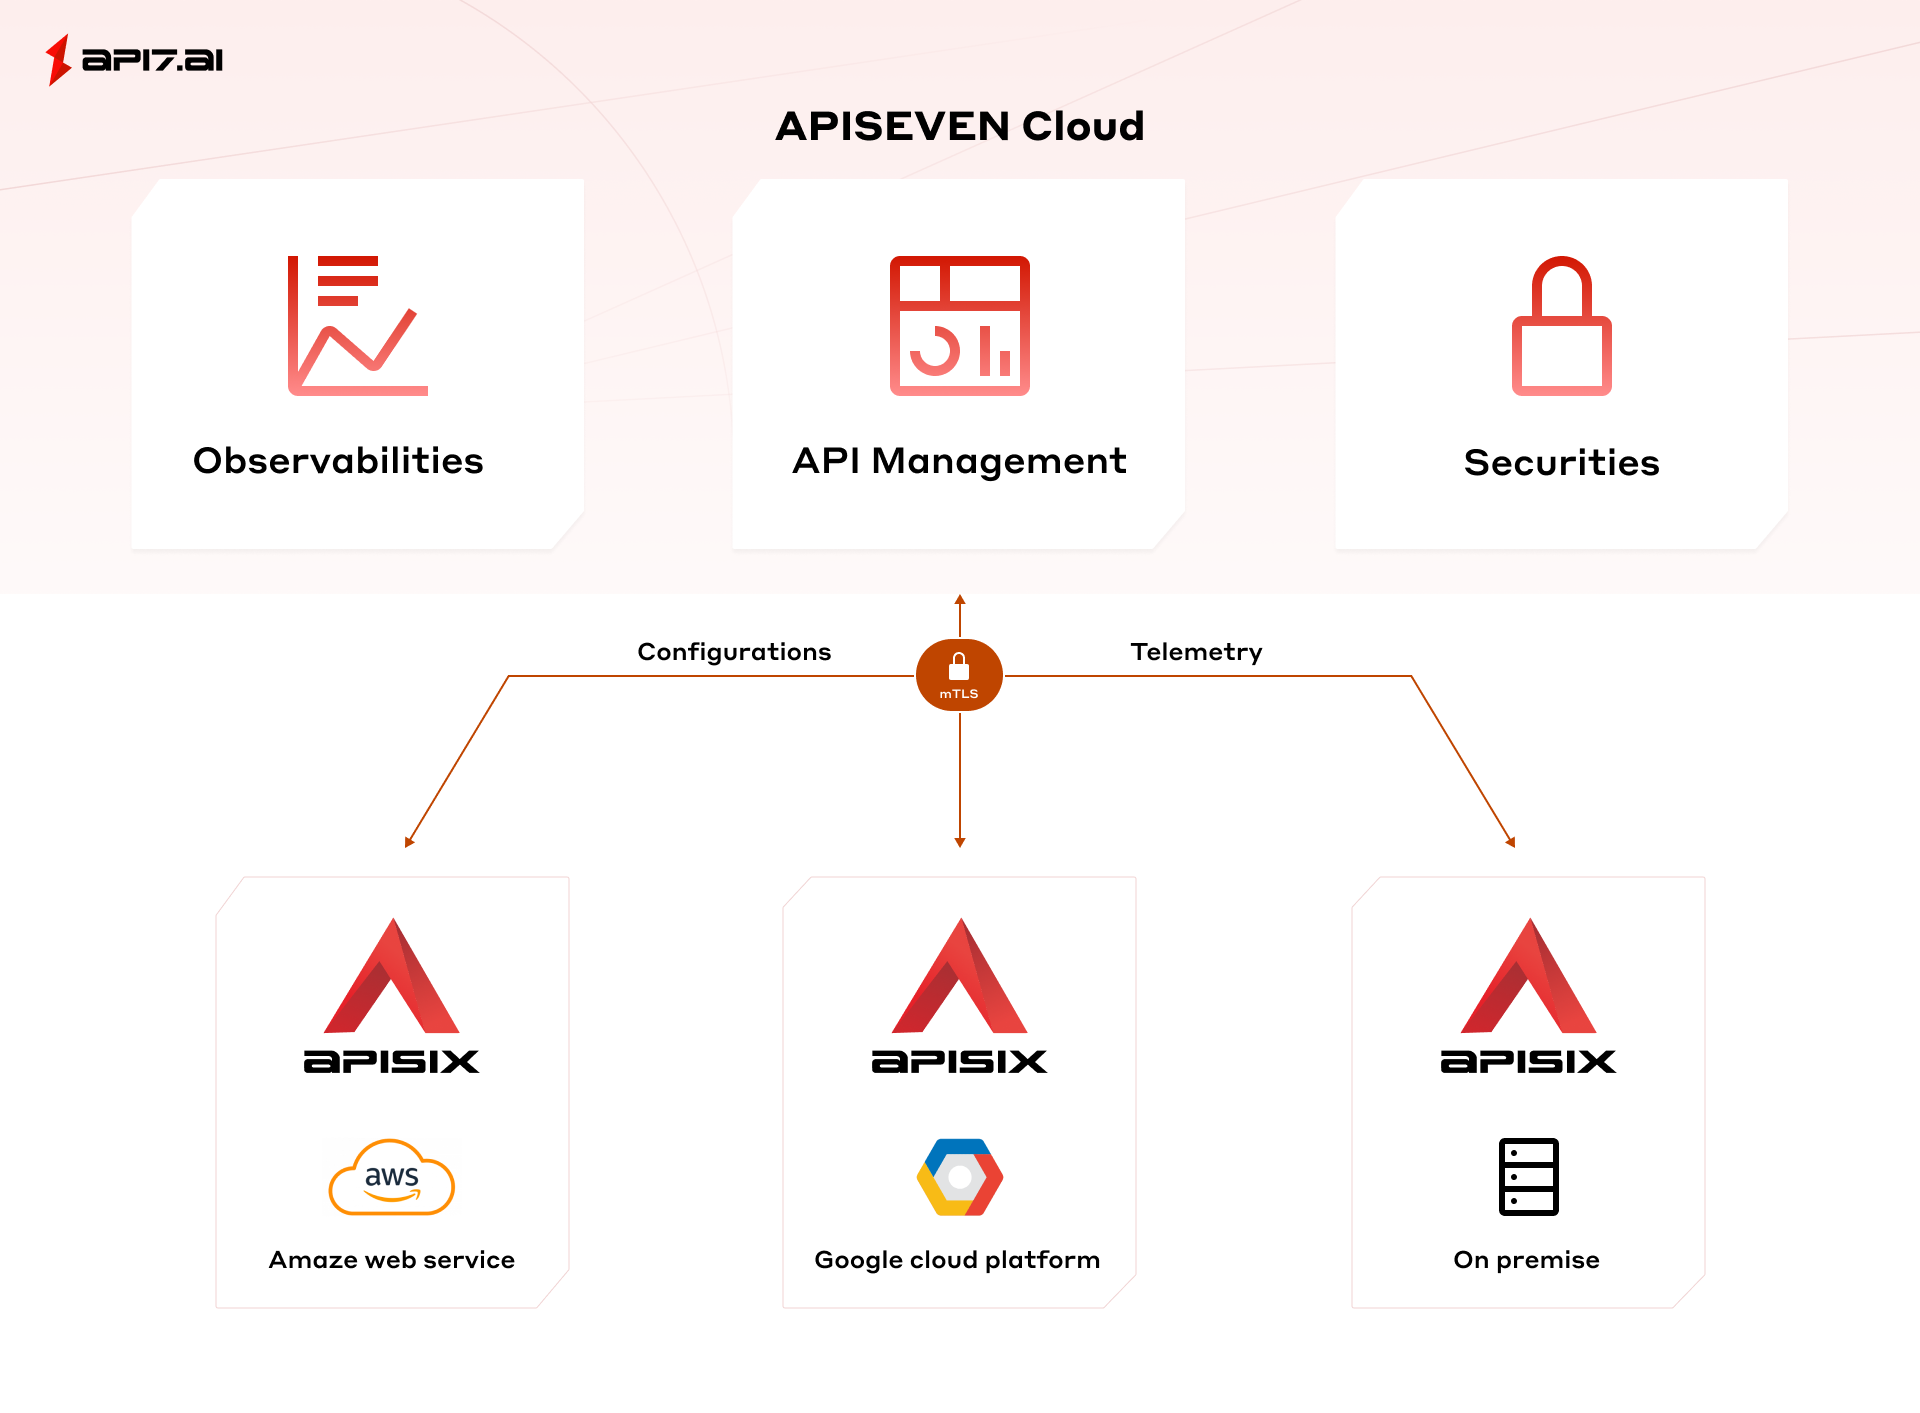 API7.AI
APISEVEN Cloud
Observabilities
API Management
Securities
Configurations
Telemetry
mTLS
APISIX
APISIX
APISIX
aws
Amaze web service
Google cloud platform
On premise